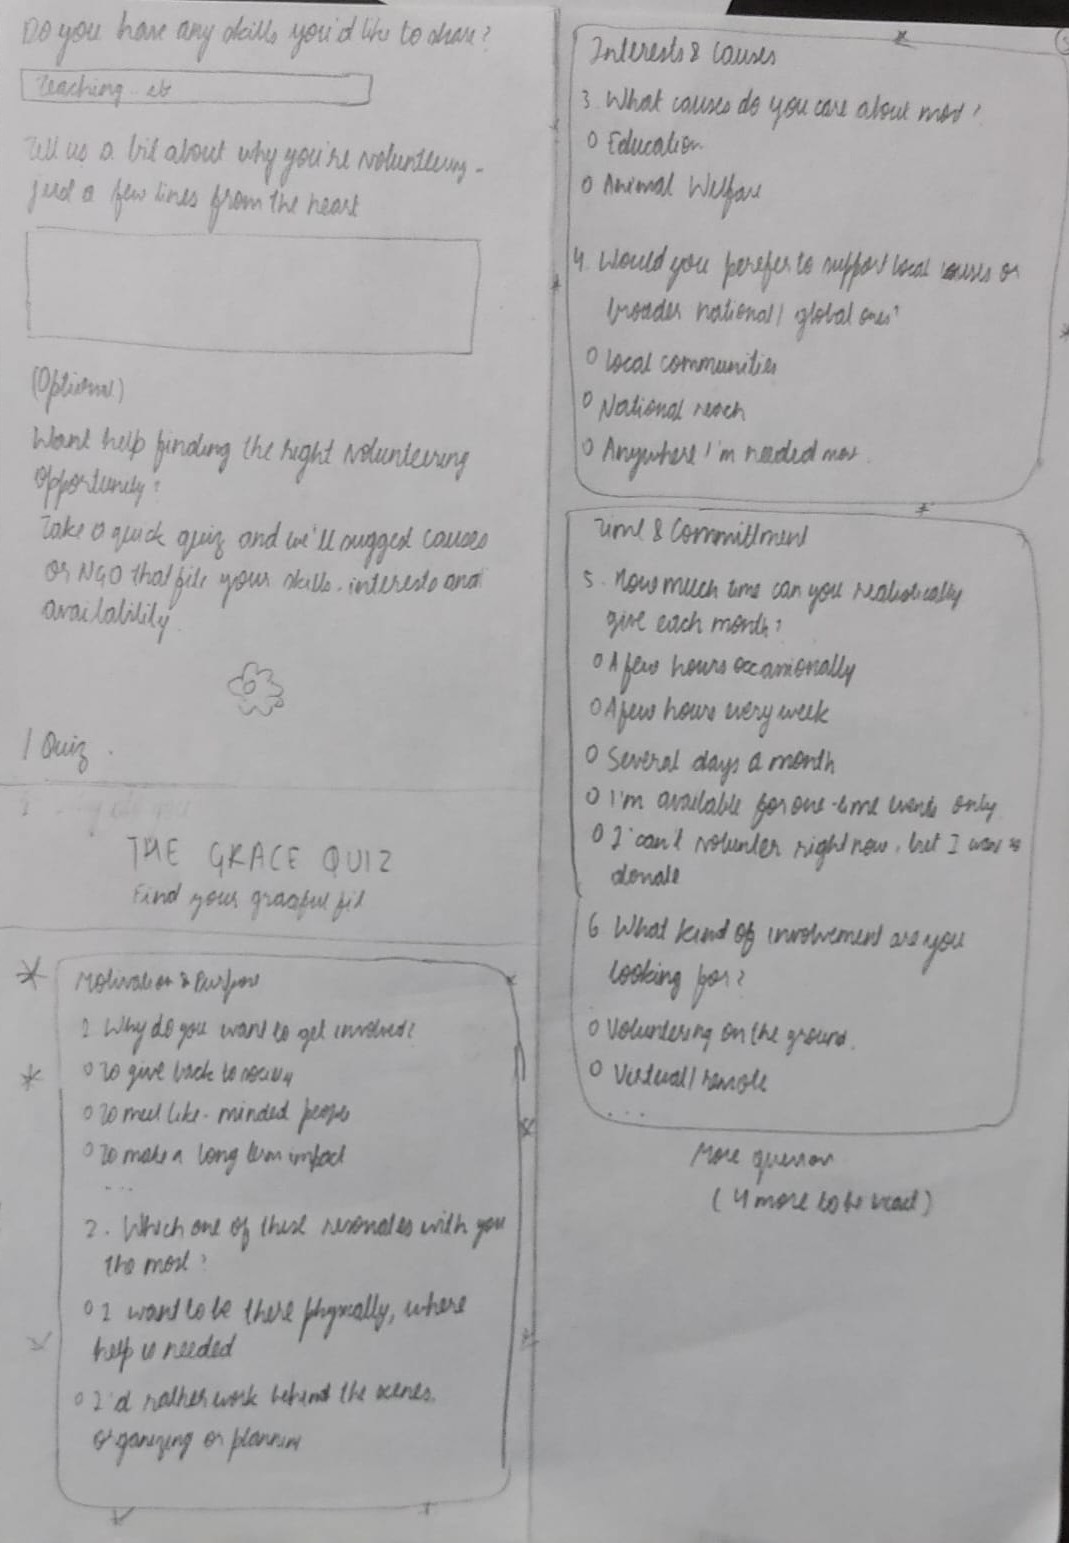 Do you have any skills you'd like to share?
Teaching.. etc
Tell us a bit about why you're volunteering -
just a few lines from the heart
(Optional)
Want help finding the right volunteering
opportunity?
Take a quick quiz and we'll suggest causes
or NGO that fits your skills, interests and
availability.
1 Quiz
THE GRACE QUIZ
Find your graceful fit
Motivation & Purpose
1. Why do you want to get involved?
O To give back to society
O To meet like-minded people
O To make a long term impact
...
2. Which one of these resonates with you
the most?
O I want to be there physically, where
help is needed
O I'd rather work behind the scenes,
organizing or planning
Interests & Causes
3. What causes do you care about most?
O Education
O Animal Welfare
4. Would you perefer to support local causes or
broader national/ global ones?
O Local communities
O National reach
O Anywhere I'm needed most.
Time & Committment
5. How much time can you realistically
give each month?
O A few hours occasionally
O A few hours every week
O Several days a month
O I'm available for one-time events only
O I can't volunteer right now, but I want to
donate
6. What kind of involvement are you
looking for?
O Volunteering on the ground.
O Virtual/ remote
...
More
(4 more to be)